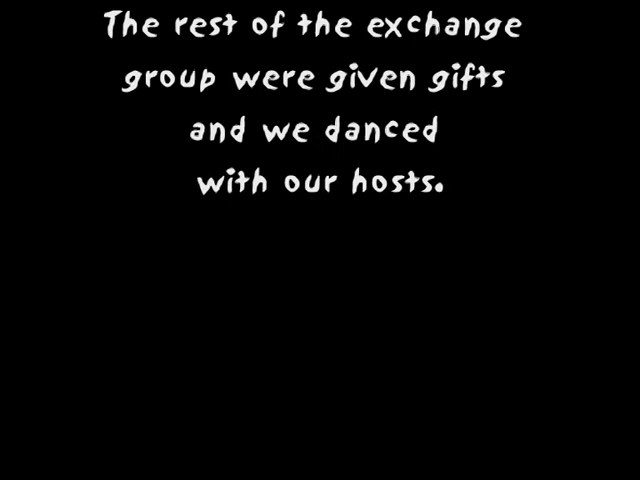 The rest of the exchange
group were given gifts
and we danced
with our hosts.